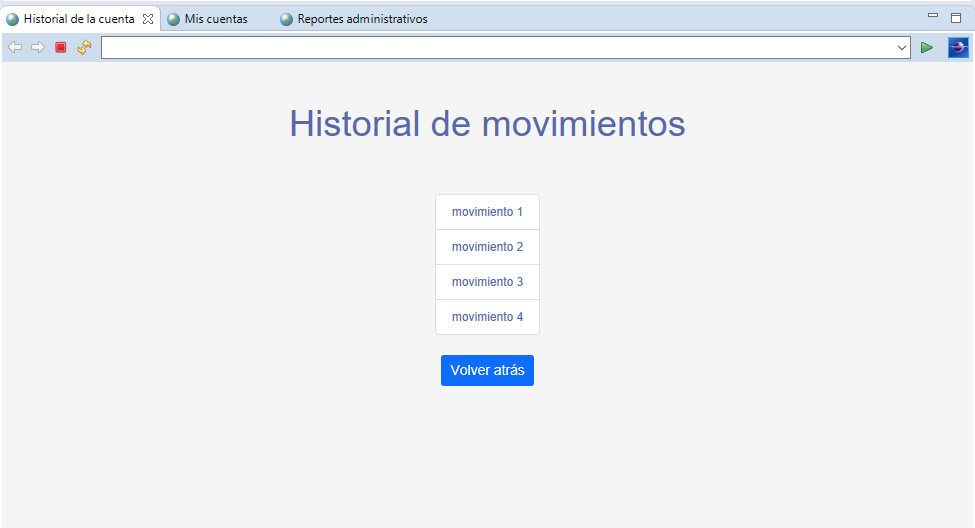 Historial de la cuenta
Mis cuentas
Reportes administrativos
Historial de movimientos
movimiento 1
movimiento 2
movimiento 3
movimiento 4
Volver atrás